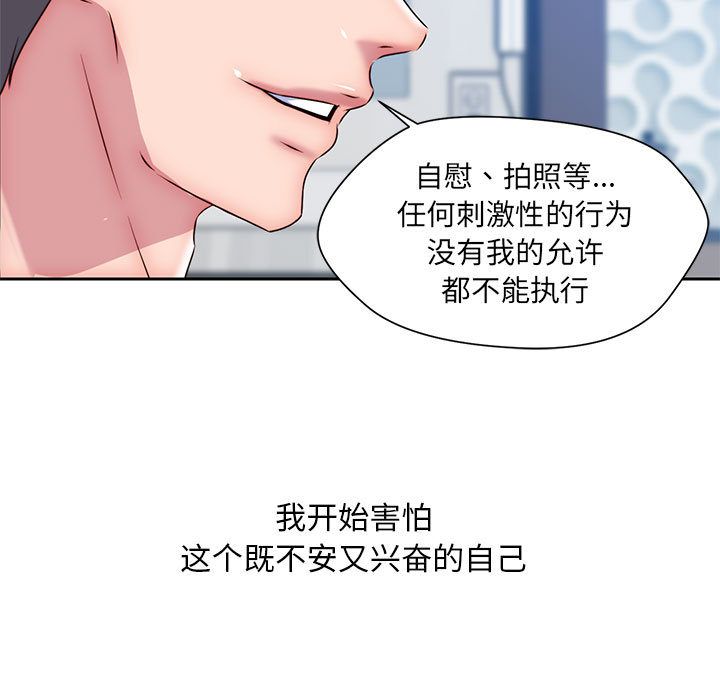 自慰、拍照等...
任何刺激性的行为
没有我的允许
都不能执行
我开始害怕
这个既不安又兴奋的自己